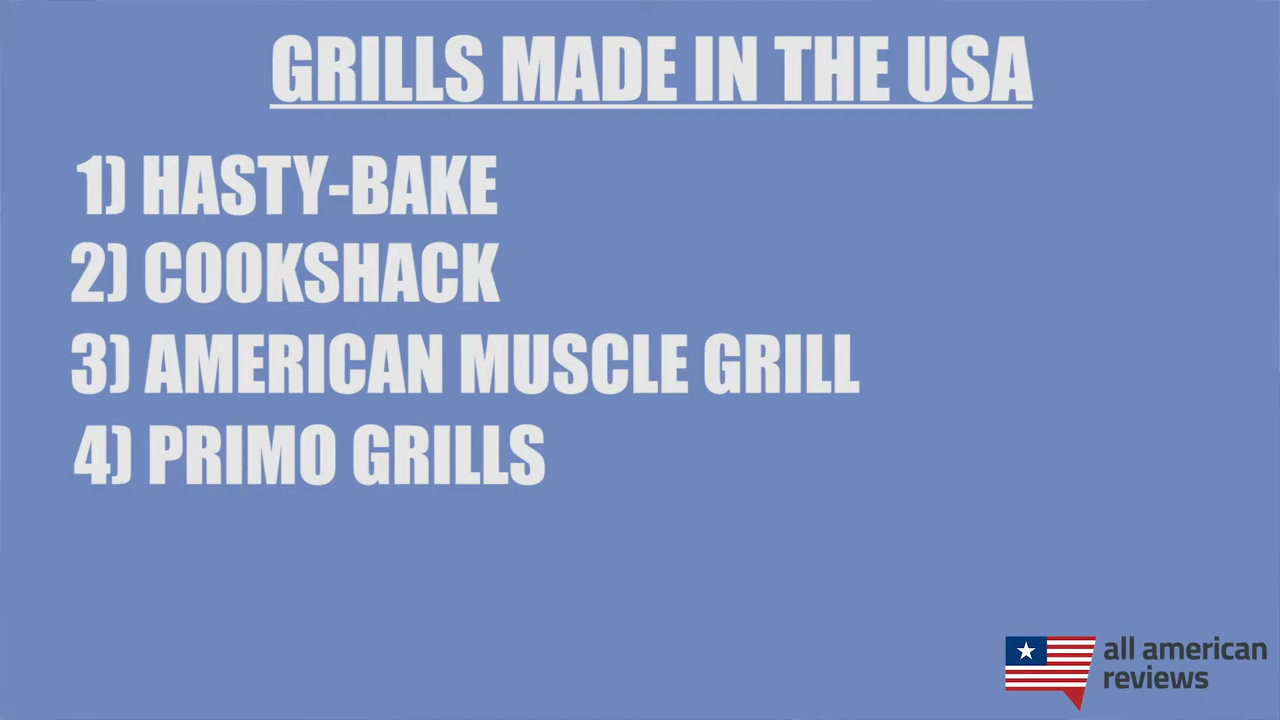 GRILLS MADE IN THE USA
1) HASTY-BAKE
2) COOKSHACK
3) AMERICAN MUSCLE GRILL
4) PRIMO GRILLS
all american
reviews